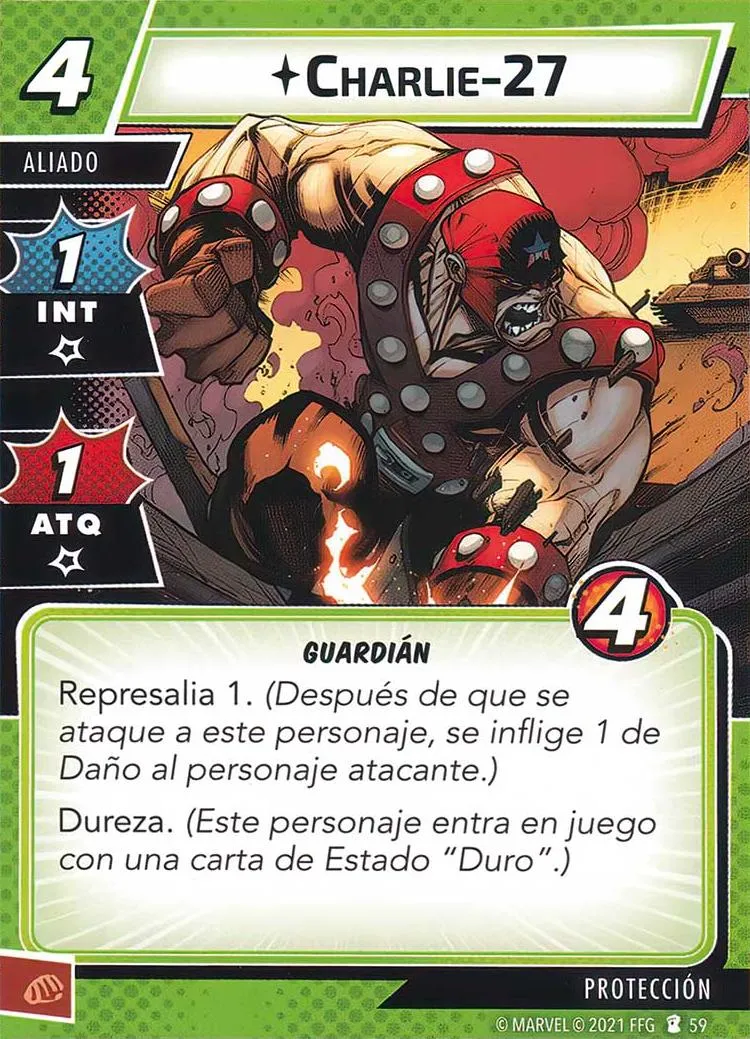 4
CHARLIE-27
ALIADO
1
INT
1
ATQ
4
GUARDIÁN
Represalia 1. (Después de que se
ataque a este personaje, se inflige 1 de
Daño al personaje atacante.)
Dureza. (Este personaje entra en juego
con una carta de Estado “Duro”.)
PROTECCIÓN
© MARVEL © 2021 FFG 59